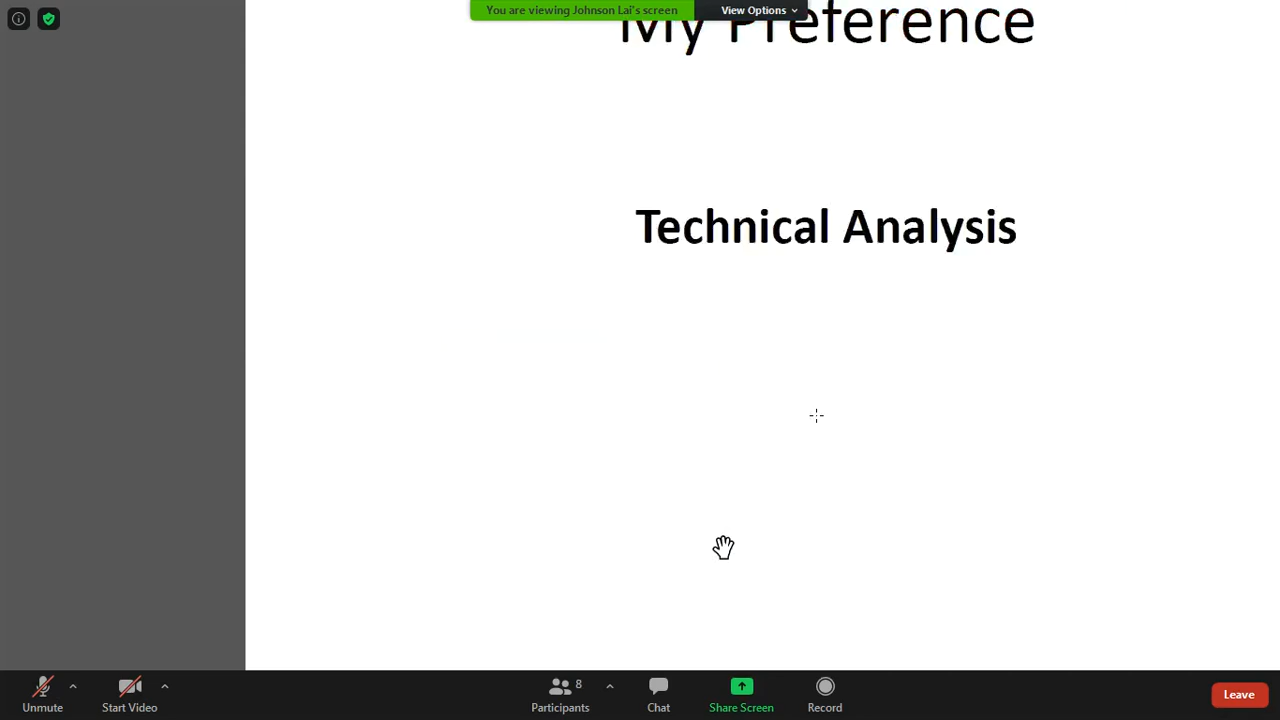 You are viewing Johnson Lai's screen View Options
My Preference
Technical Analysis
8
Unmute Start Video Participants Chat Share Screen Record Leave